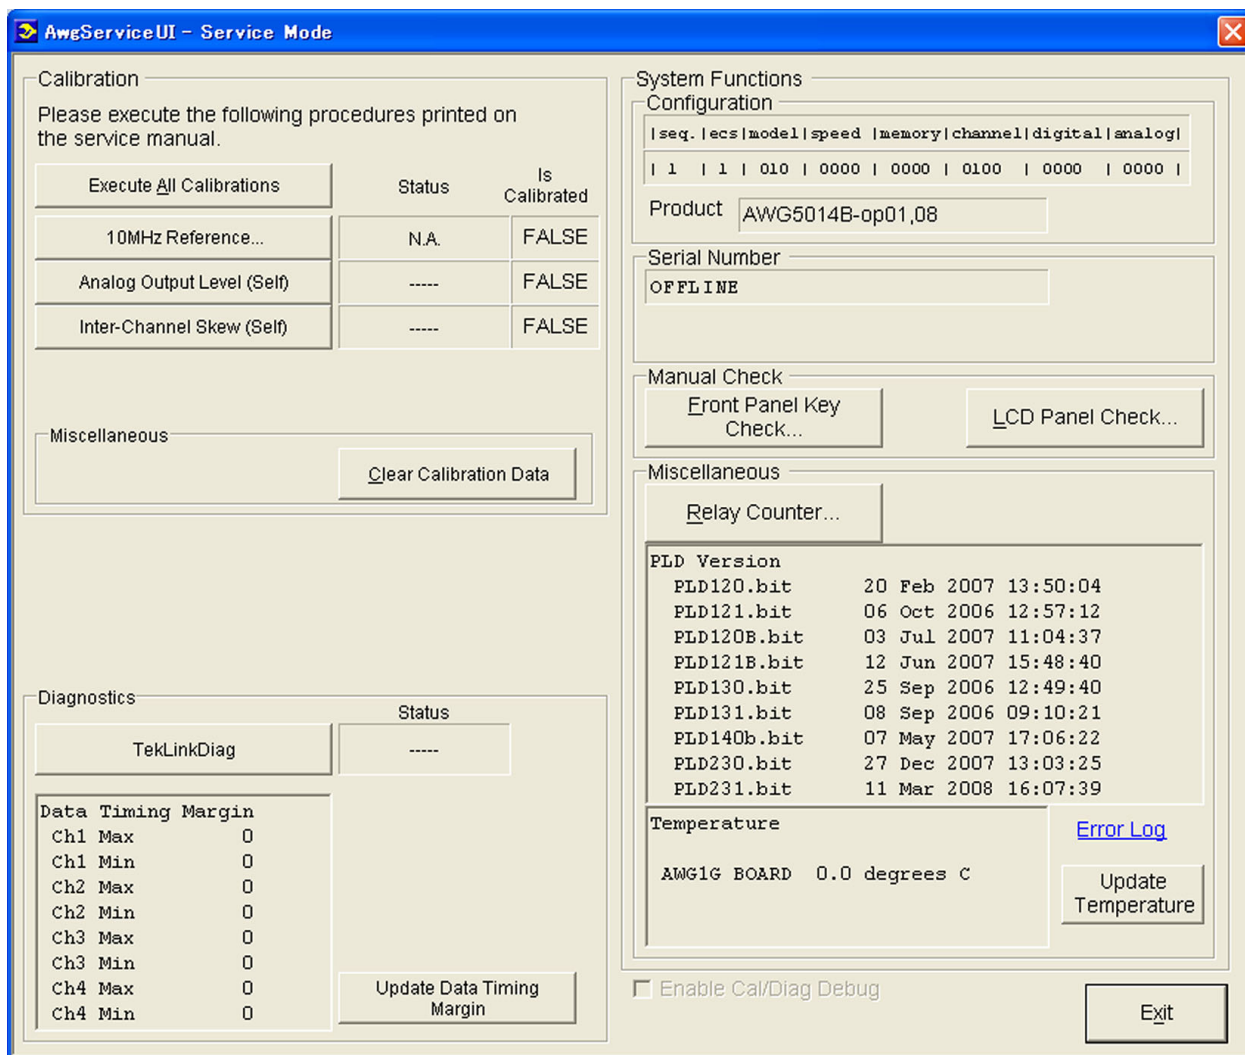 AwgServiceUI - Service Mode
Calibration
Please execute the following procedures printed on
the service manual.
Execute All Calibrations
Status
Is
Calibrated
10MHz Reference...
N.A.
FALSE
Analog Output Level (Self)
-----
FALSE
Inter-Channel Skew (Self)
-----
FALSE
Miscellaneous
Clear Calibration Data
Diagnostics
Status
TekLinkDiag
-----
Data Timing Margin
Ch1 Max 0
Ch1 Min 0
Ch2 Max 0
Ch2 Min 0
Ch3 Max 0
Ch3 Min 0
Ch4 Max 0
Ch4 Min 0
Update Data Timing
Margin
System Functions
Configuration
|seq.|ecs|model|speed |memory|channel|digital|analog|
| 1 | 1 | 010 | 0000 | 0000 | 0100 | 0000 | 0000 |
Product
AWG5014B-op01,08
Serial Number
OFFLINE
Manual Check
Front Panel Key
Check...
LCD Panel Check...
Miscellaneous
Relay Counter...
PLD Version
PLD120.bit 20 Feb 2007 13:50:04
PLD121.bit 06 Oct 2006 12:57:12
PLD120B.bit 03 Jul 2007 11:04:37
PLD121B.bit 12 Jun 2007 15:48:40
PLD130.bit 25 Sep 2006 12:49:40
PLD131.bit 08 Sep 2006 09:10:21
PLD140b.bit 07 May 2007 17:06:22
PLD230.bit 27 Dec 2007 13:03:25
PLD231.bit 11 Mar 2008 16:07:39
Temperature
AWG1G BOARD 0.0 degrees C
Error Log
Update
Temperature
Enable Cal/Diag Debug
Exit